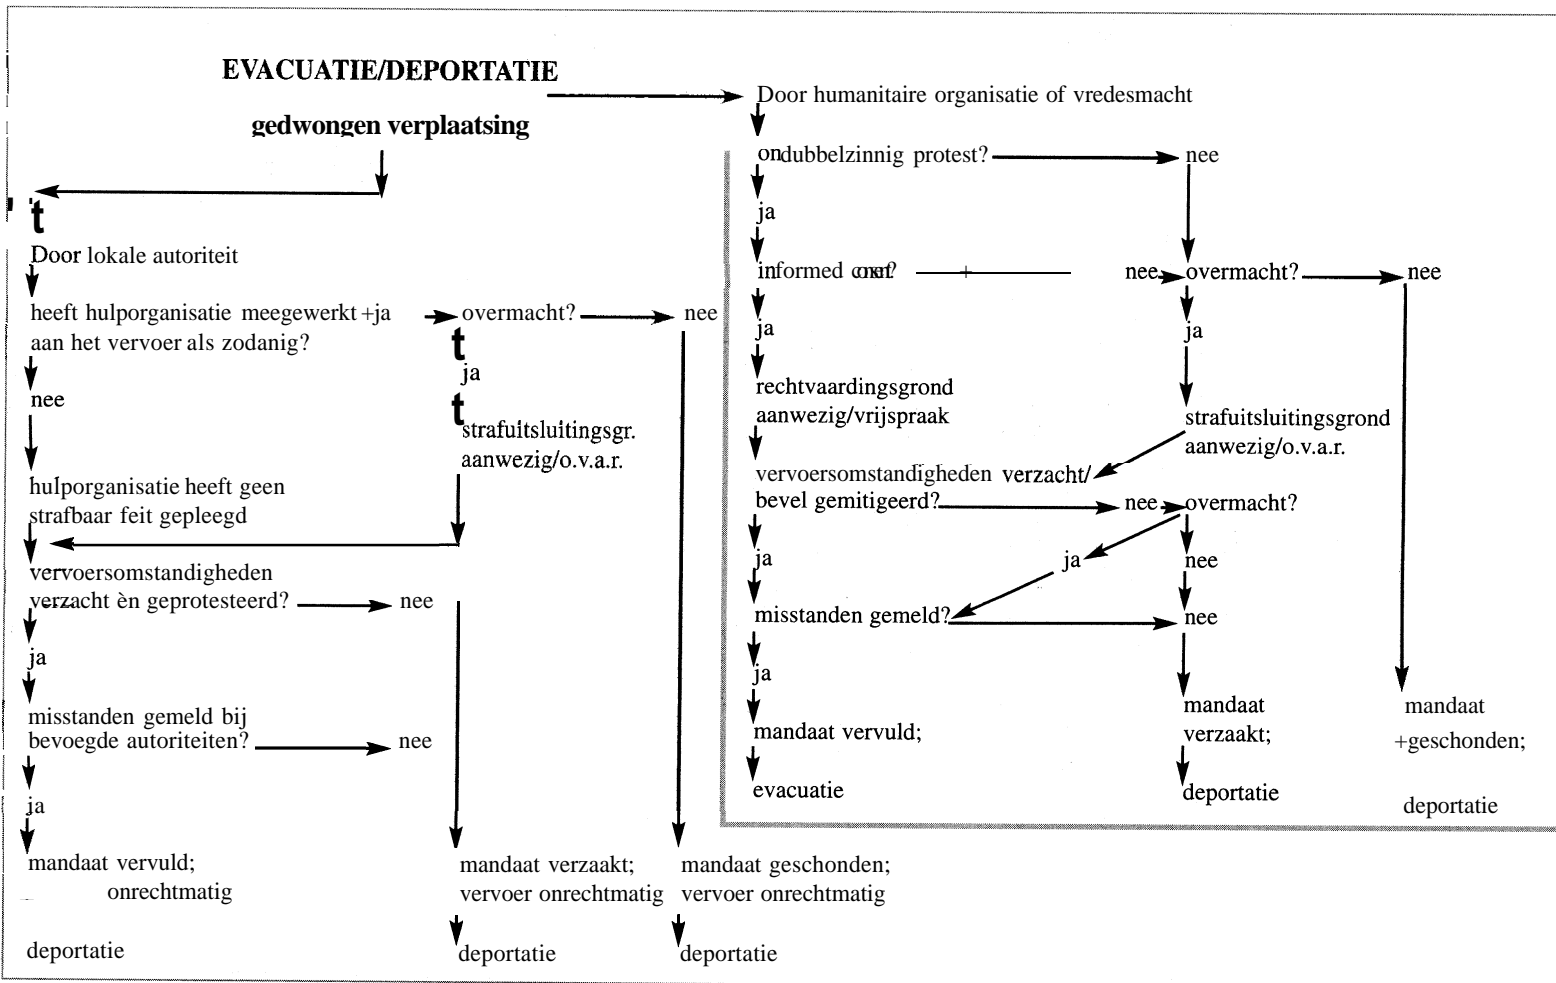 EVACUATIE/DEPORTATIE
gedwongen verplaatsing
Door lokale autoriteit
heeft hulporganisatie meegewerkt +ja
aan het vervoer als zodanig?
overmacht?
nee
ja
strafuitsluitingsgr.
aanwezig/o.v.a.r.
nee
hulporganisatie heeft geen
strafbaar feit gepleegd
vervoersomstandigheden
verzacht èn geprotesteerd?
nee
ja
misstanden gemeld bij
bevoegde autoriteiten?
nee
ja
mandaat vervuld;
onrechtmatig
deportatie
mandaat verzaakt;
vervoer onrechtmatig
deportatie
mandaat geschonden;
vervoer onrechtmatig
deportatie
Door humanitaire organisatie of vredesmacht
ondubbelzinnig protest?
nee
ja
informed
nee
overmacht?
nee
ja
ja
rechtvaardingsgrond
aanwezig/vrijspraak
strafuitsluitingsgrond
aanwezig/o.v.a.r.
vervoersomstandigheden verzacht/
bevel gemitigeerd?
nee
overmacht?
ja
ja
nee
misstanden gemeld?
nee
ja
mandaat vervuld;
evacuatie
mandaat
verzaakt;
deportatie
mandaat
+geschonden;
deportatie